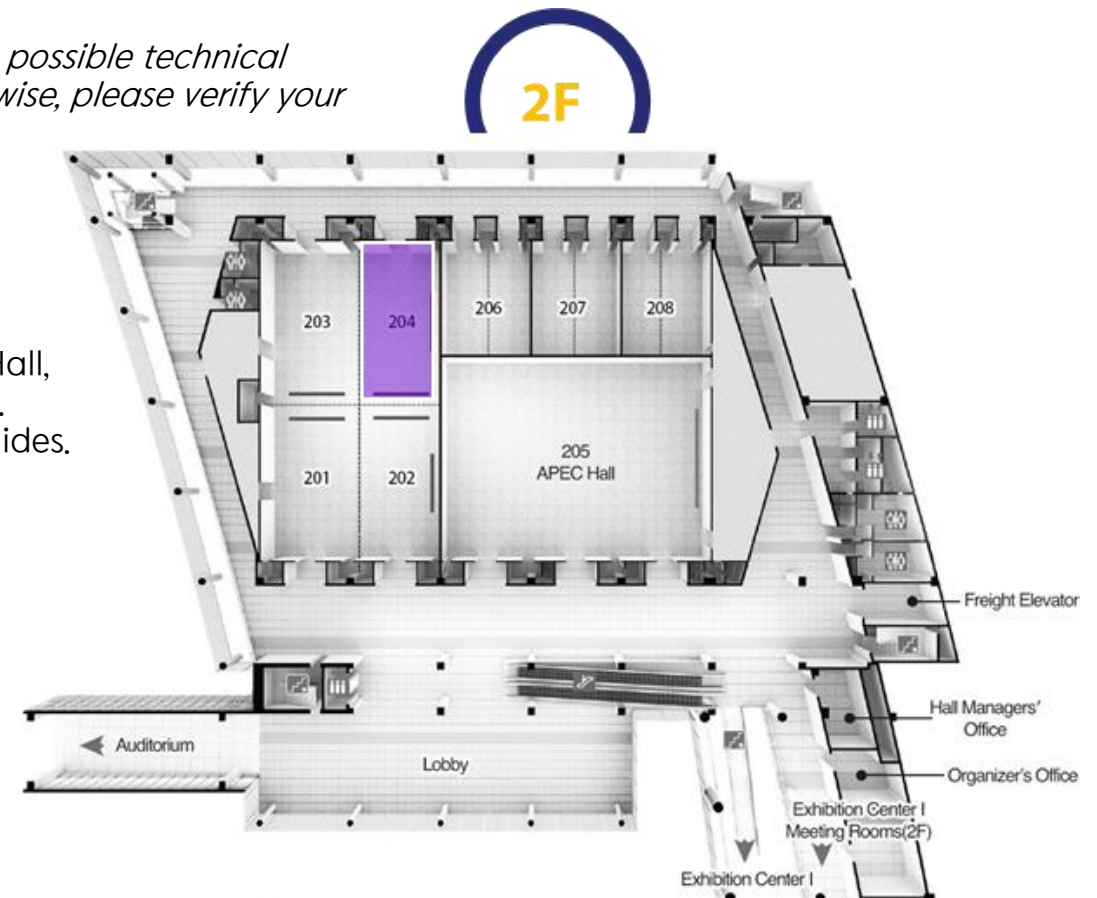 possible technical
wise, please verify your
2F
Hall,
ides.
203
204
206
207
208
201
202
205
APEC Hall
Freight Elevator
Hall Managers'
Office
Organizer's Office
Auditorium
Lobby
Exhibition Center I
Meeting Rooms(2F)
Exhibition Center I